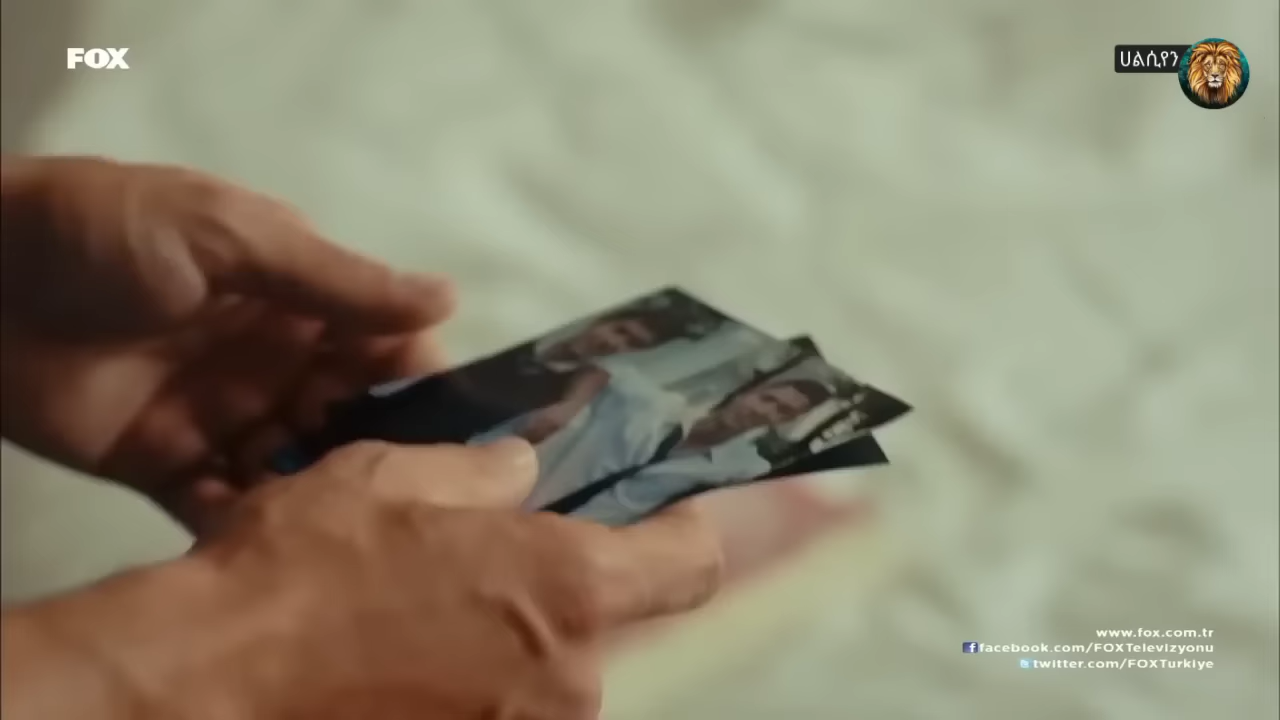 FOX
ሀልሲየን
www.fox.com.tr
facebook.com/FOXTelevizyonu
twitter.com/FOXTurkiye